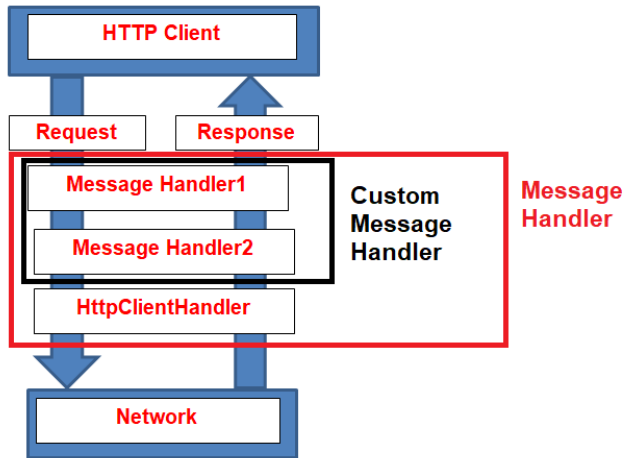 HTTP Client
Request
Response
Message Handler1
Custom
Message
Handler
Message
Handler
Message Handler2
HttpClientHandler
Network